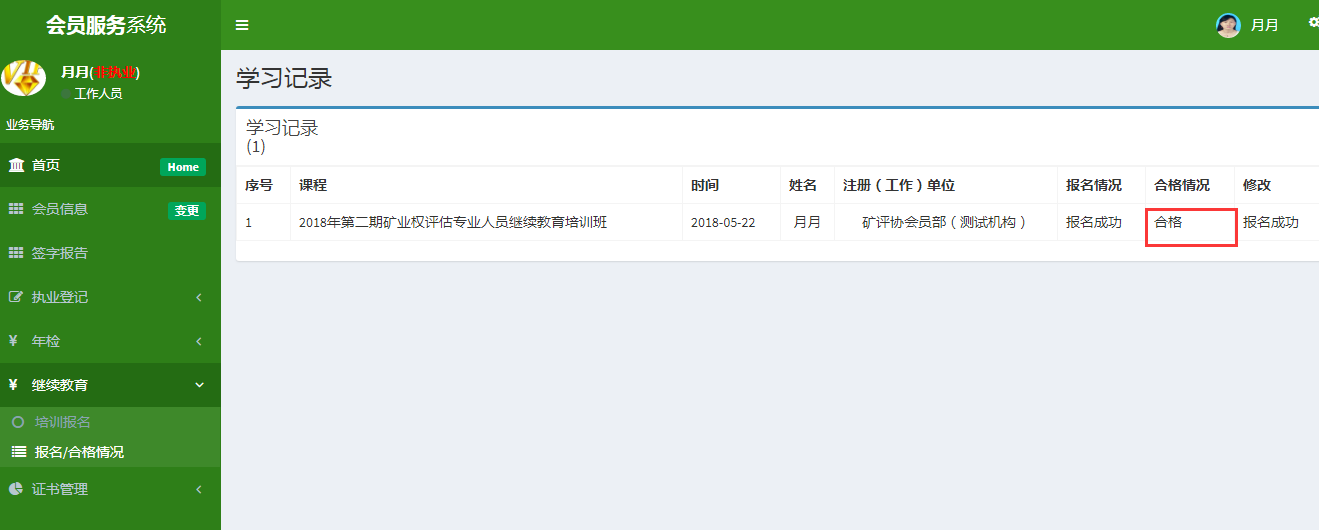 会员服务系统
月月
月月(非执业)
工作人员
业务导航
首页 Home
会员信息 变更
签字报告
执业登记
¥ 年检
¥ 继续教育
培训报名
报名/合格情况
证书管理
学习记录
学习记录
(1)
序号 课程 时间 姓名 注册（工作）单位 报名情况 合格情况 修改
1 2018年第二期矿业权评估专业人员继续教育培训班 2018-05-22 月月 矿评协会员部（测试机构） 报名成功 合格 报名成功